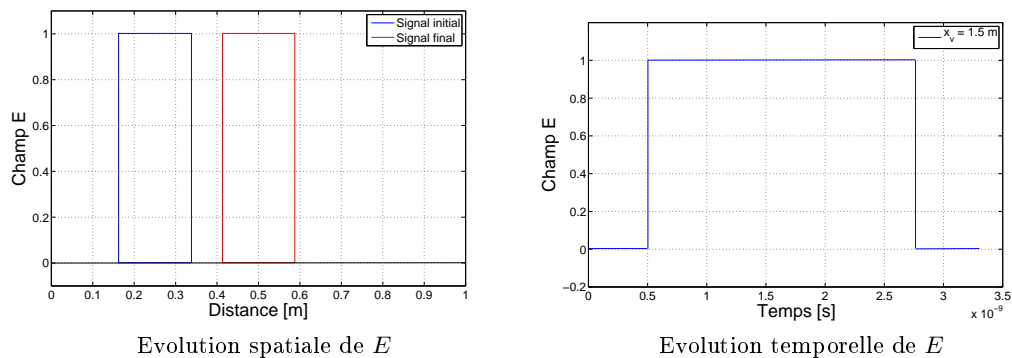 Signal initial
Signal final
Champ E
1
0.8
0.6
0.4
0.2
0
0 0.1 0.2 0.3 0.4 0.5 0.6 0.7 0.8 0.9 1
Distance [m]
Evolution spatiale de E
x_v = 1.5 m
Champ E
1.2
1
0.8
0.6
0.4
0.2
0
−0.2
0 0.5 1 1.5 2 2.5 3 3.5
Temps [s]
x 10^−9
Evolution temporelle de E